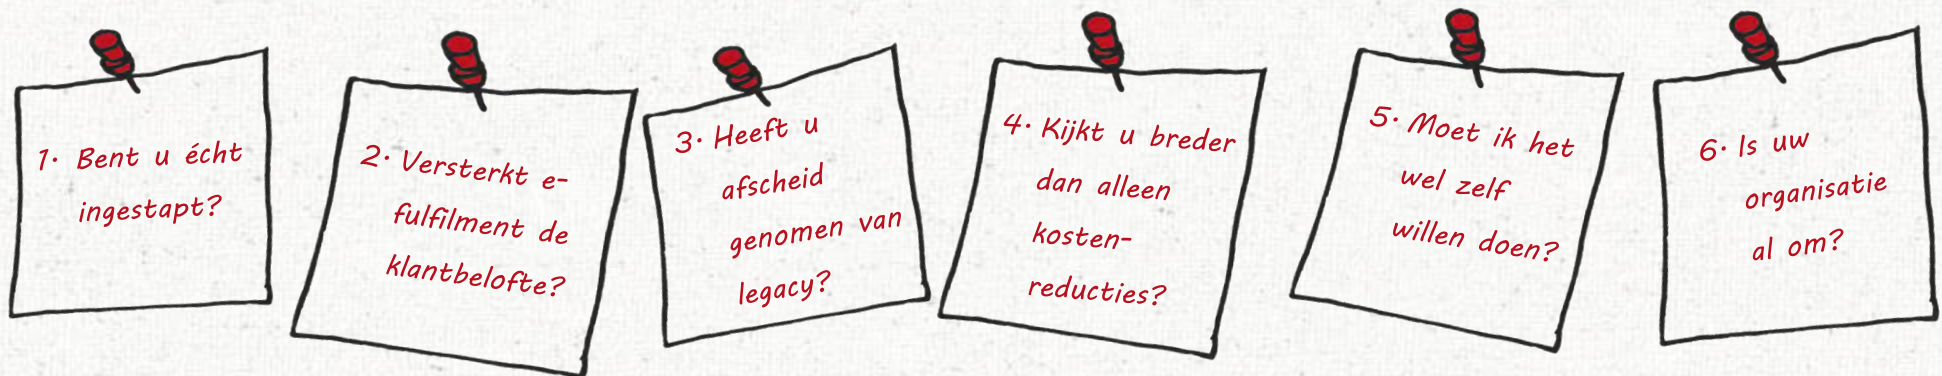 1. Bent u écht
ingestapt?
2. Versterkt e-
fulfilment de
klantbelofte?
3. Heeft u
afscheid
genomen van
legacy?
4. Kijkt u breder
dan alleen
kosten-
reducties?
5. Moet ik het
wel zelf
willen doen?
6. Is uw
organisatie
al om?